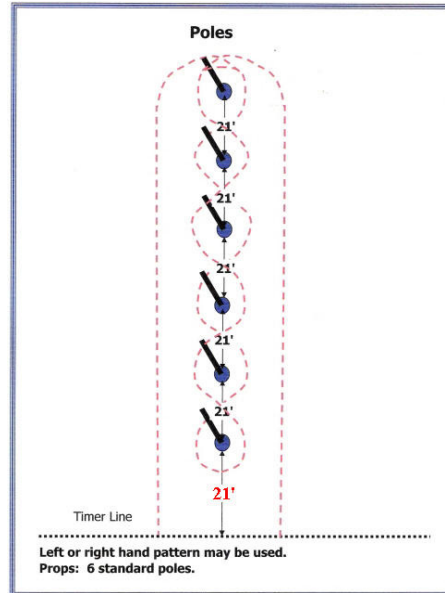 Poles
21'
21'
21'
21'
21'
21'
Timer Line
Left or right hand pattern may be used.
Props: 6 standard poles.